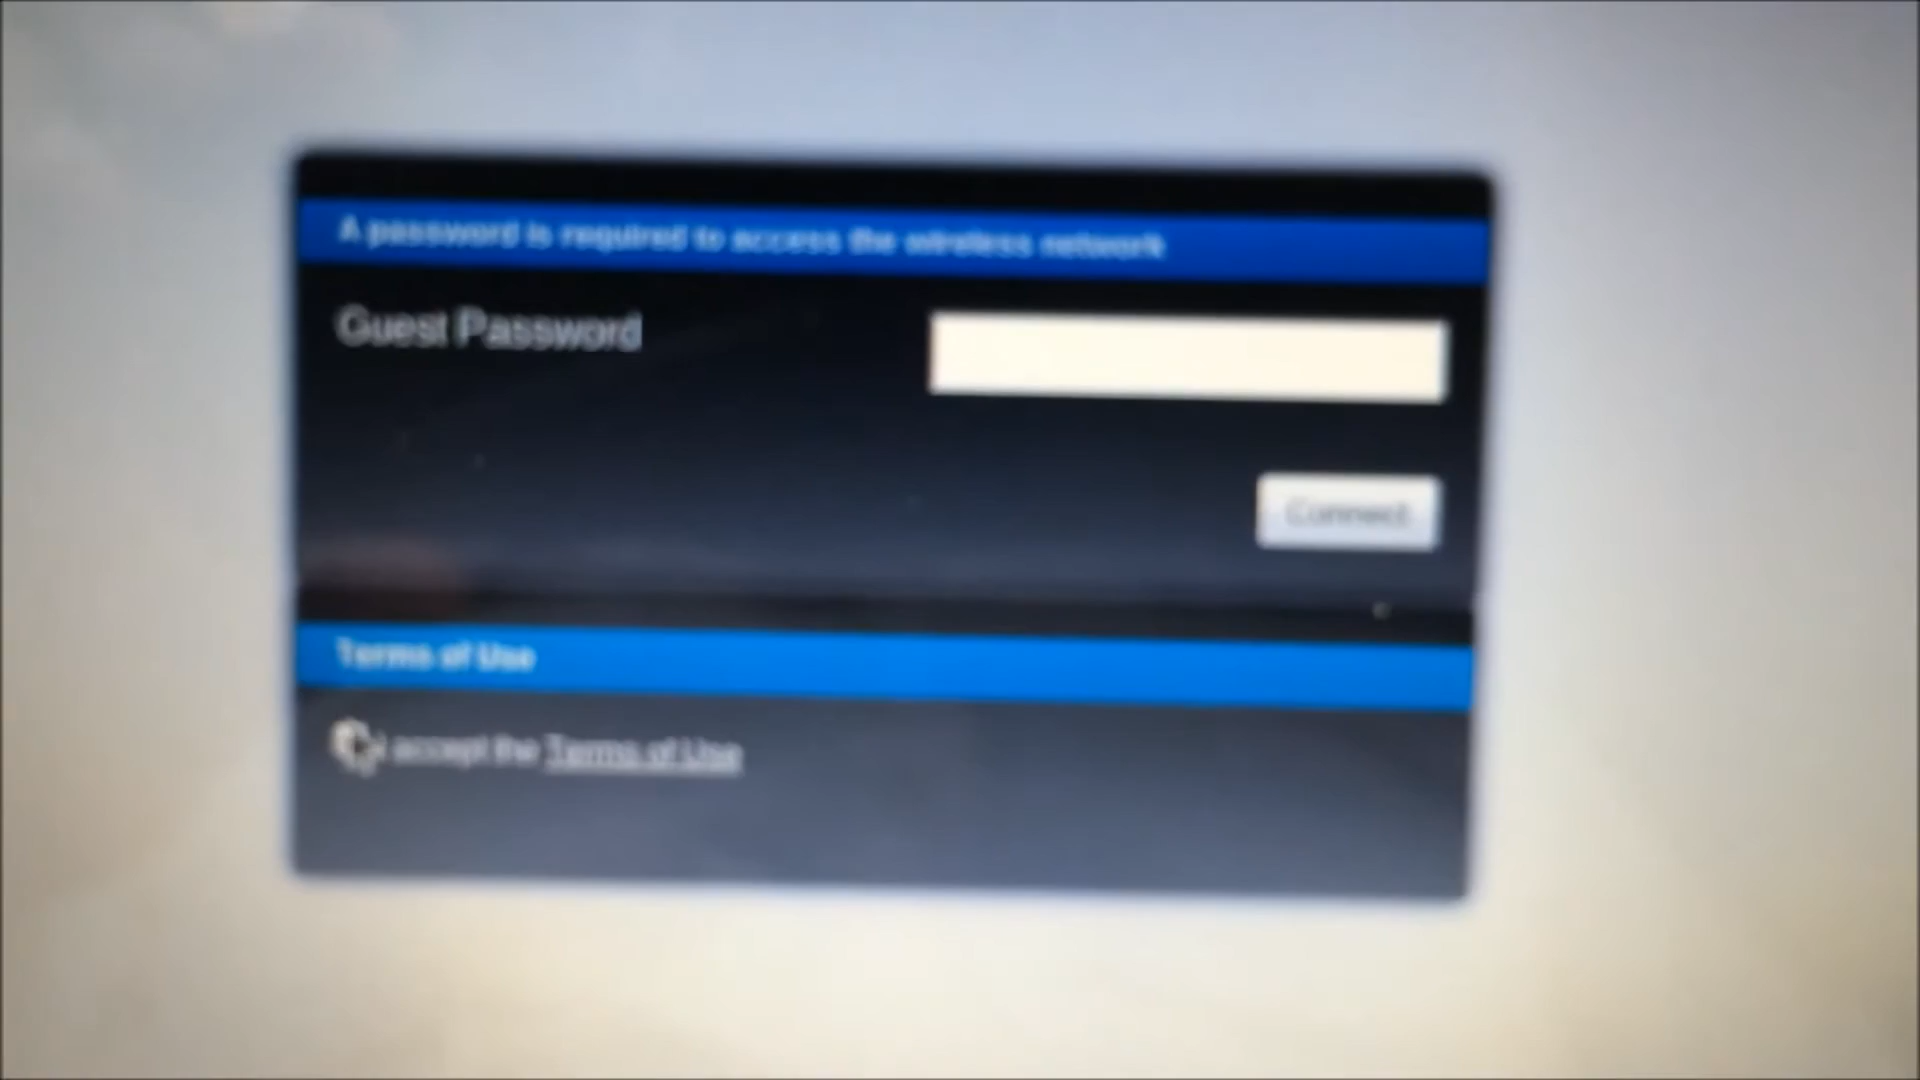 A password is required to access the wireless network
Guest Password
Connect
Terms of Use
I accept the Terms of Use